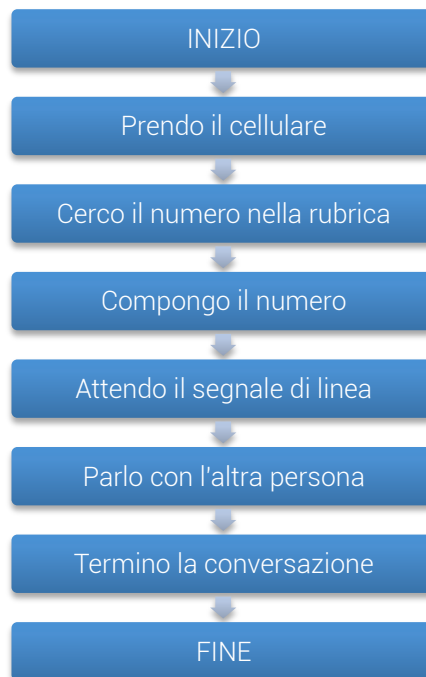 INIZIO
Prendo il cellulare
Cerco il numero nella rubrica
Compongo il numero
Attendo il segnale di linea
Parlo con l'altra persona
Termino la conversazione
FINE